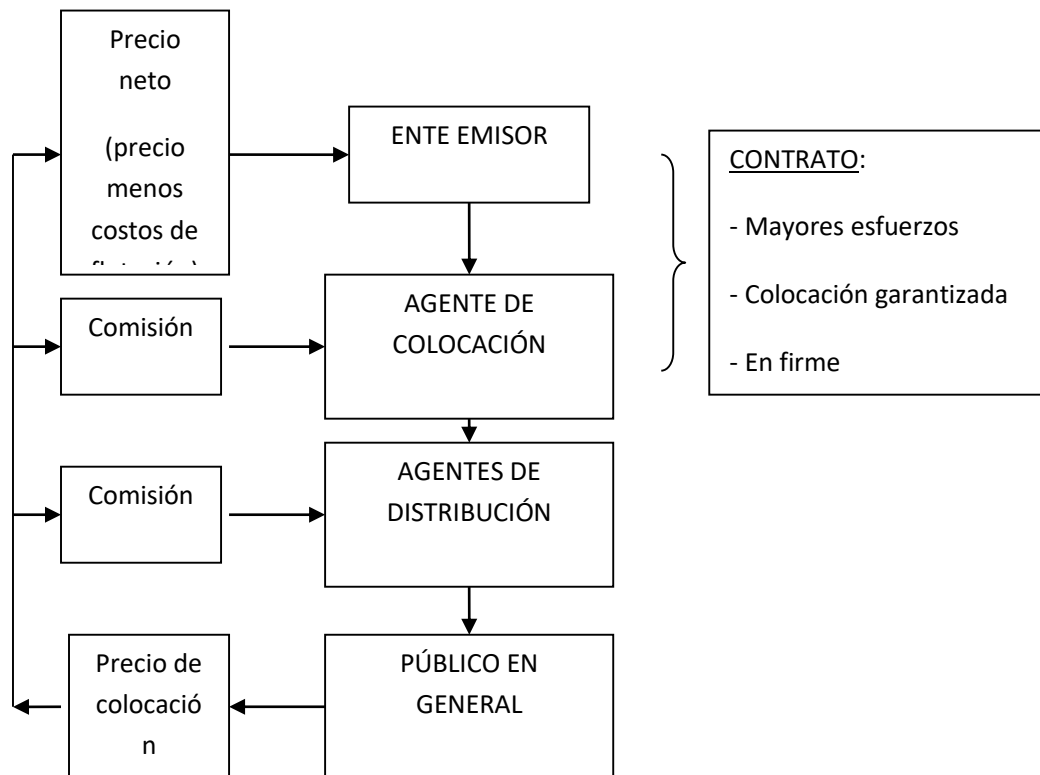 Precio
neto
(precio
menos
costos de
ENTE EMISOR
CONTRATO:
- Mayores esfuerzos
- Colocación garantizada
- En firme
Comisión
AGENTE DE
COLOCACIÓN
Comisión
AGENTES DE
DISTRIBUCIÓN
Precio de
colocació
n
PÚBLICO EN
GENERAL